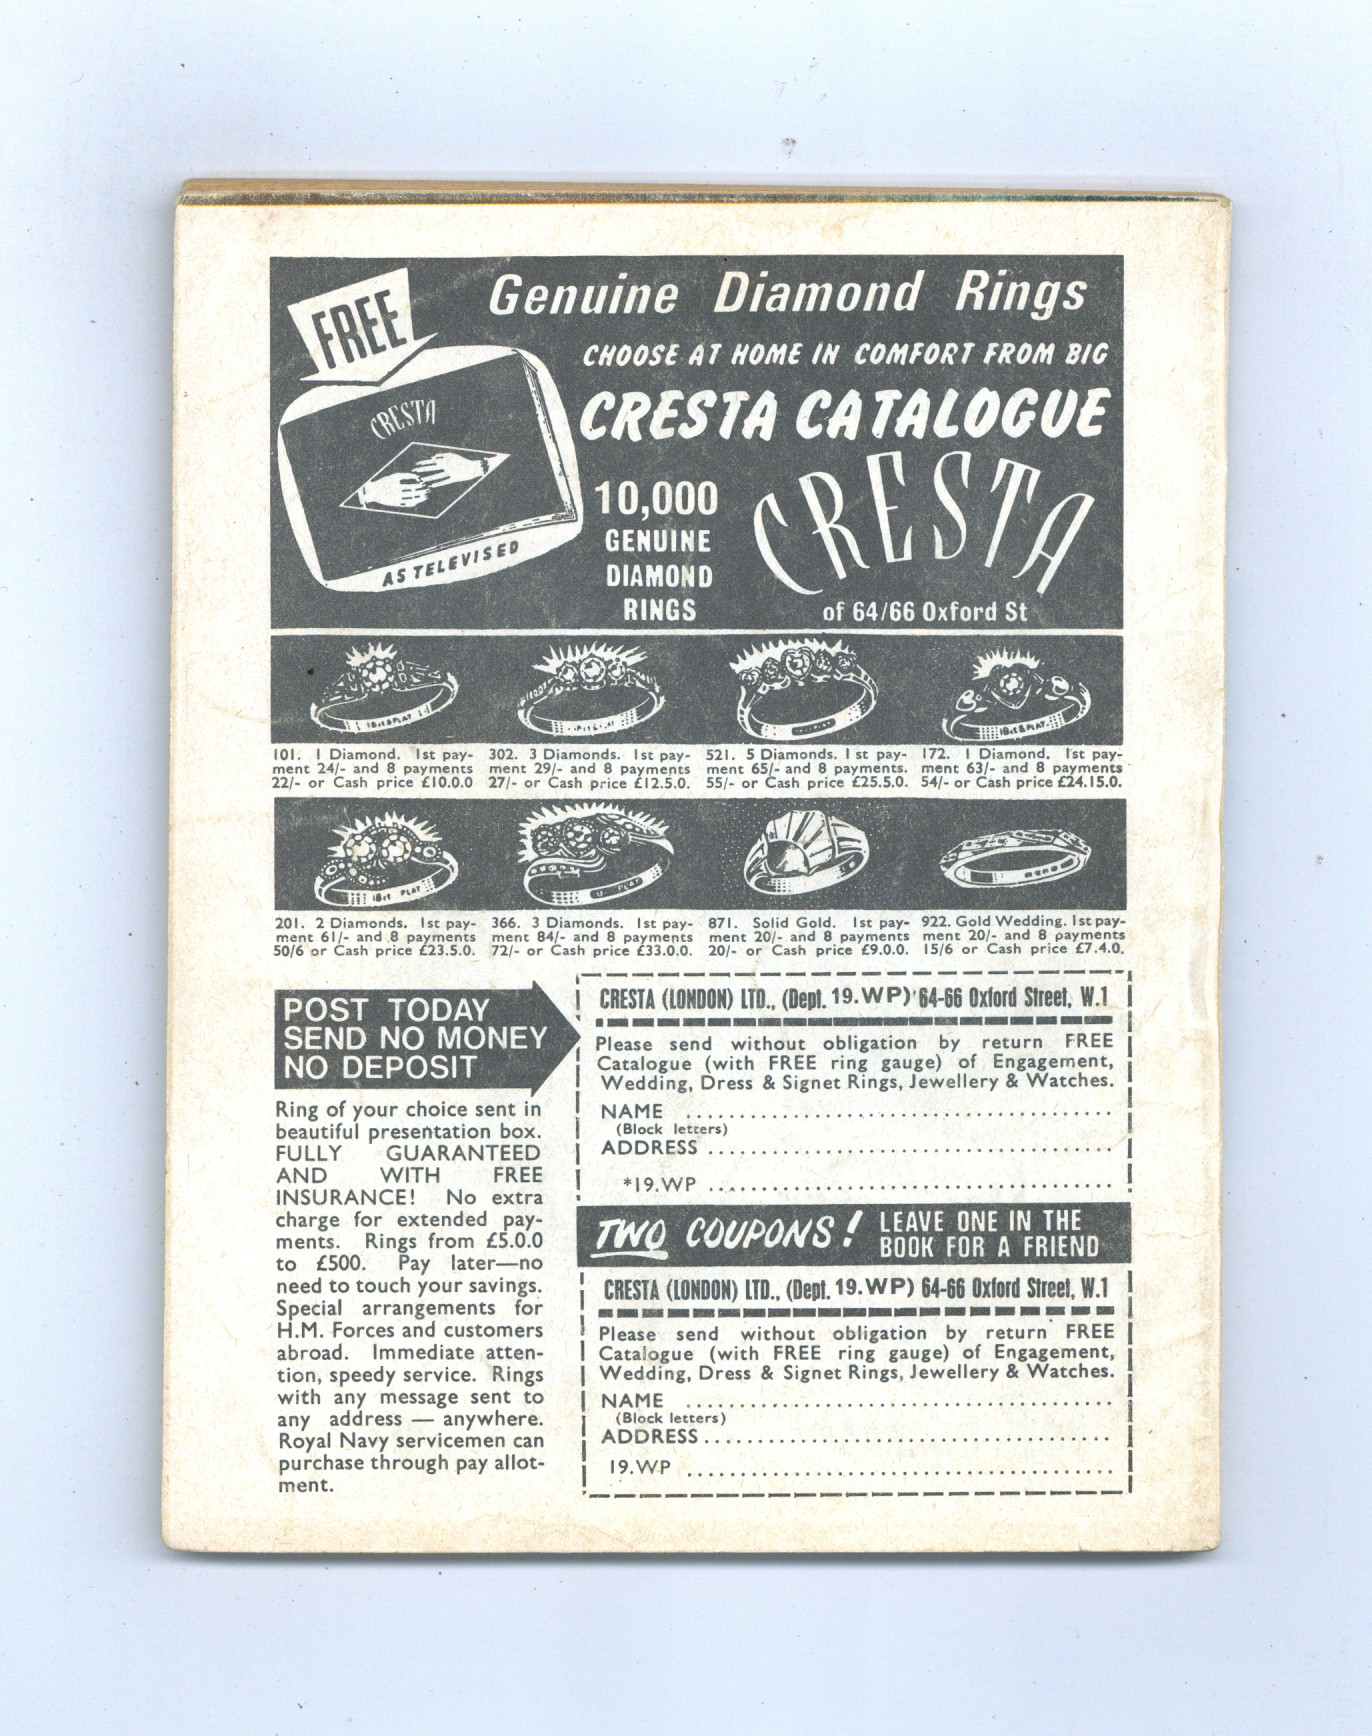 FREE
Genuine Diamond Rings
CHOOSE AT HOME IN COMFORT FROM BIG
CRESTA CATALOGUE
CRESTA
AS TELEVISED
10,000
GENUINE
DIAMOND
RINGS
CRESTA
of 64/66 Oxford St
18ct & PLAT
18ct & PLAT
101. 1 Diamond. 1st pay-
ment 24/- and 8 payments
22/- or Cash price £10.0.0
302. 3 Diamonds. 1st pay-
ment 29/- and 8 payments
27/- or Cash price £12.5.0.
521. 5 Diamonds. 1st pay-
ment 65/- and 8 payments.
55/- or Cash price £25.5.0.
172. 1 Diamond. 1st pay-
ment 63/- and 8 payments
54/- or Cash price £24.15.0.
18ct PLAT
PLAT
201. 2 Diamonds. 1st pay-
ment 61/- and 8 payments
50/6 or Cash price £23.5.0.
366. 3 Diamonds. 1st pay-
ment 84/- and 8 payments
72/- or Cash price £33.0.0.
871. Solid Gold. 1st pay-
ment 20/- and 8 payments
20/- or Cash price £9.0.0.
922. Gold Wedding. 1st pay-
ment 20/- and 8 payments
15/6 or Cash price £7.4.0.
POST TODAY
SEND NO MONEY
NO DEPOSIT
Ring of your choice sent in
beautiful presentation box.
FULLY GUARANTEED
AND WITH FREE
INSURANCE! No extra
charge for extended pay-
ments. Rings from £5.0.0
to £500. Pay later—no
need to touch your savings.
Special arrangements for
H.M. Forces and customers
abroad. Immediate atten-
tion, speedy service. Rings
with any message sent to
any address — anywhere.
Royal Navy servicemen can
purchase through pay allot-
ment.
CRESTA (LONDON) LTD., (Dept. 19.WP) 64-66 Oxford Street, W.1
Please send without obligation by return FREE
Catalogue (with FREE ring gauge) of Engagement,
Wedding, Dress & Signet Rings, Jewellery & Watches.
NAME
(Block letters)
ADDRESS
*19.WP
TWO COUPONS! LEAVE ONE IN THE
BOOK FOR A FRIEND
CRESTA (LONDON) LTD., (Dept. 19.WP) 64-66 Oxford Street, W.1
Please send without obligation by return FREE
Catalogue (with FREE ring gauge) of Engagement,
Wedding, Dress & Signet Rings, Jewellery & Watches.
NAME
(Block letters)
ADDRESS
19.WP